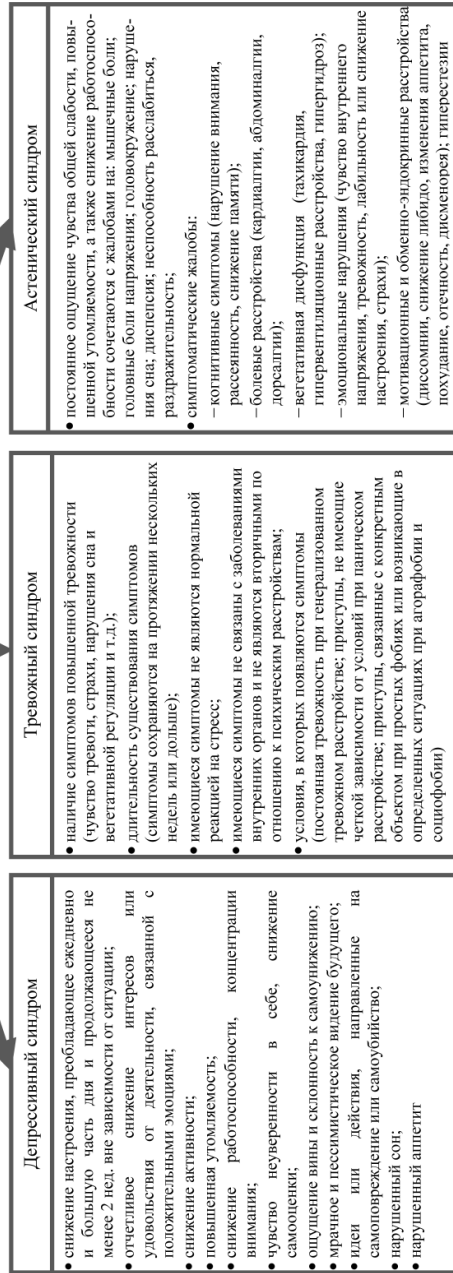 Депрессивный синдром
• снижение настроения, преобладающее ежедневно
и большую часть дня и продолжающееся не
менее 2 нед. вне зависимости от ситуации;
• отчетливое снижение интересов или
удовольствия от деятельности, связанной с
положительными эмоциями;
• снижение активности;
• повышенная утомляемость;
• снижение работоспособности, концентрации
внимания;
• чувство неуверенности в себе, снижение
самооценки;
• ощущение вины и склонность к самоунижению;
• мрачное и пессимистическое видение будущего;
• идеи или действия, направленные на
самоповреждение или самоубийство;
• нарушенный сон;
• нарушенный аппетит
Тревожный синдром
• наличие симптомов повышенной тревожности
(чувство тревоги, страхи, нарушения сна и
вегетативной регуляции и т.д.);
• длительность существования симптомов
(симптомы сохраняются на протяжении нескольких
недель или дольше);
• имеющиеся симптомы не являются нормальной
реакцией на стресс;
• имеющиеся симптомы не связаны с заболеваниями
внутренних органов и не являются вторичными по
отношению к психическим расстройствам;
• условия, в которых появляются симптомы
(постоянная тревожность при генерализованном
тревожном расстройстве; приступы, не имеющие
четкой зависимости от условий при паническом
расстройстве; приступы, связанные с конкретным
объектом при простых фобиях или возникающие в
определенных ситуациях при агорафобии и
социофобии)
Астенический синдром
• постоянное ощущение чувства общей слабости, повы-
шенной утомляемости, а также снижение работоспосо-
бности сочетаются с жалобами на: мышечные боли;
головные боли напряжения; головокружение; наруше-
ния сна; диспепсия; неспособность расслабиться,
раздражительность;
• симптоматические жалобы:
– когнитивные симптомы (нарушение внимания,
рассеянность, снижение памяти);
– болевые расстройства (кардиалгии, абдоминалгии,
дорсалгии);
– вегетативная дисфункция (тахикардия,
гипервентиляционные расстройства, гипергидроз);
– эмоциональные нарушения (чувство внутреннего
напряжения, тревожность, лабильность или снижение
настроения, страхи);
– мотивационные и обменно-эндокринные расстройства
(диссомнии, снижение либидо, изменения аппетита,
похудание, отечность, дисменорея); гиперестезии